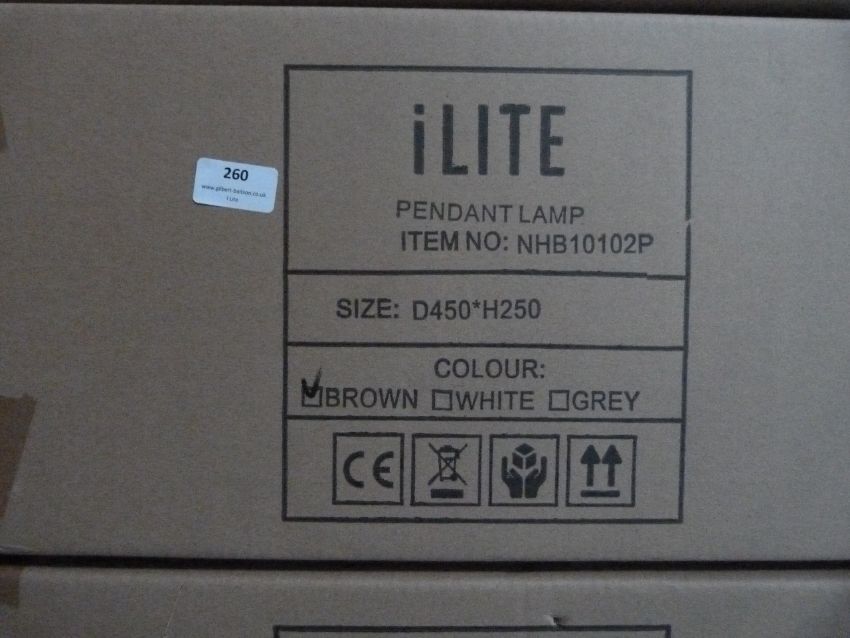 iLITE
PENDANT LAMP
ITEM NO: NHB10102P
SIZE: D450*H250
COLOUR:
BROWN WHITE GREY
CE
260
www.gilbert-baitson.co.uk
I Lite